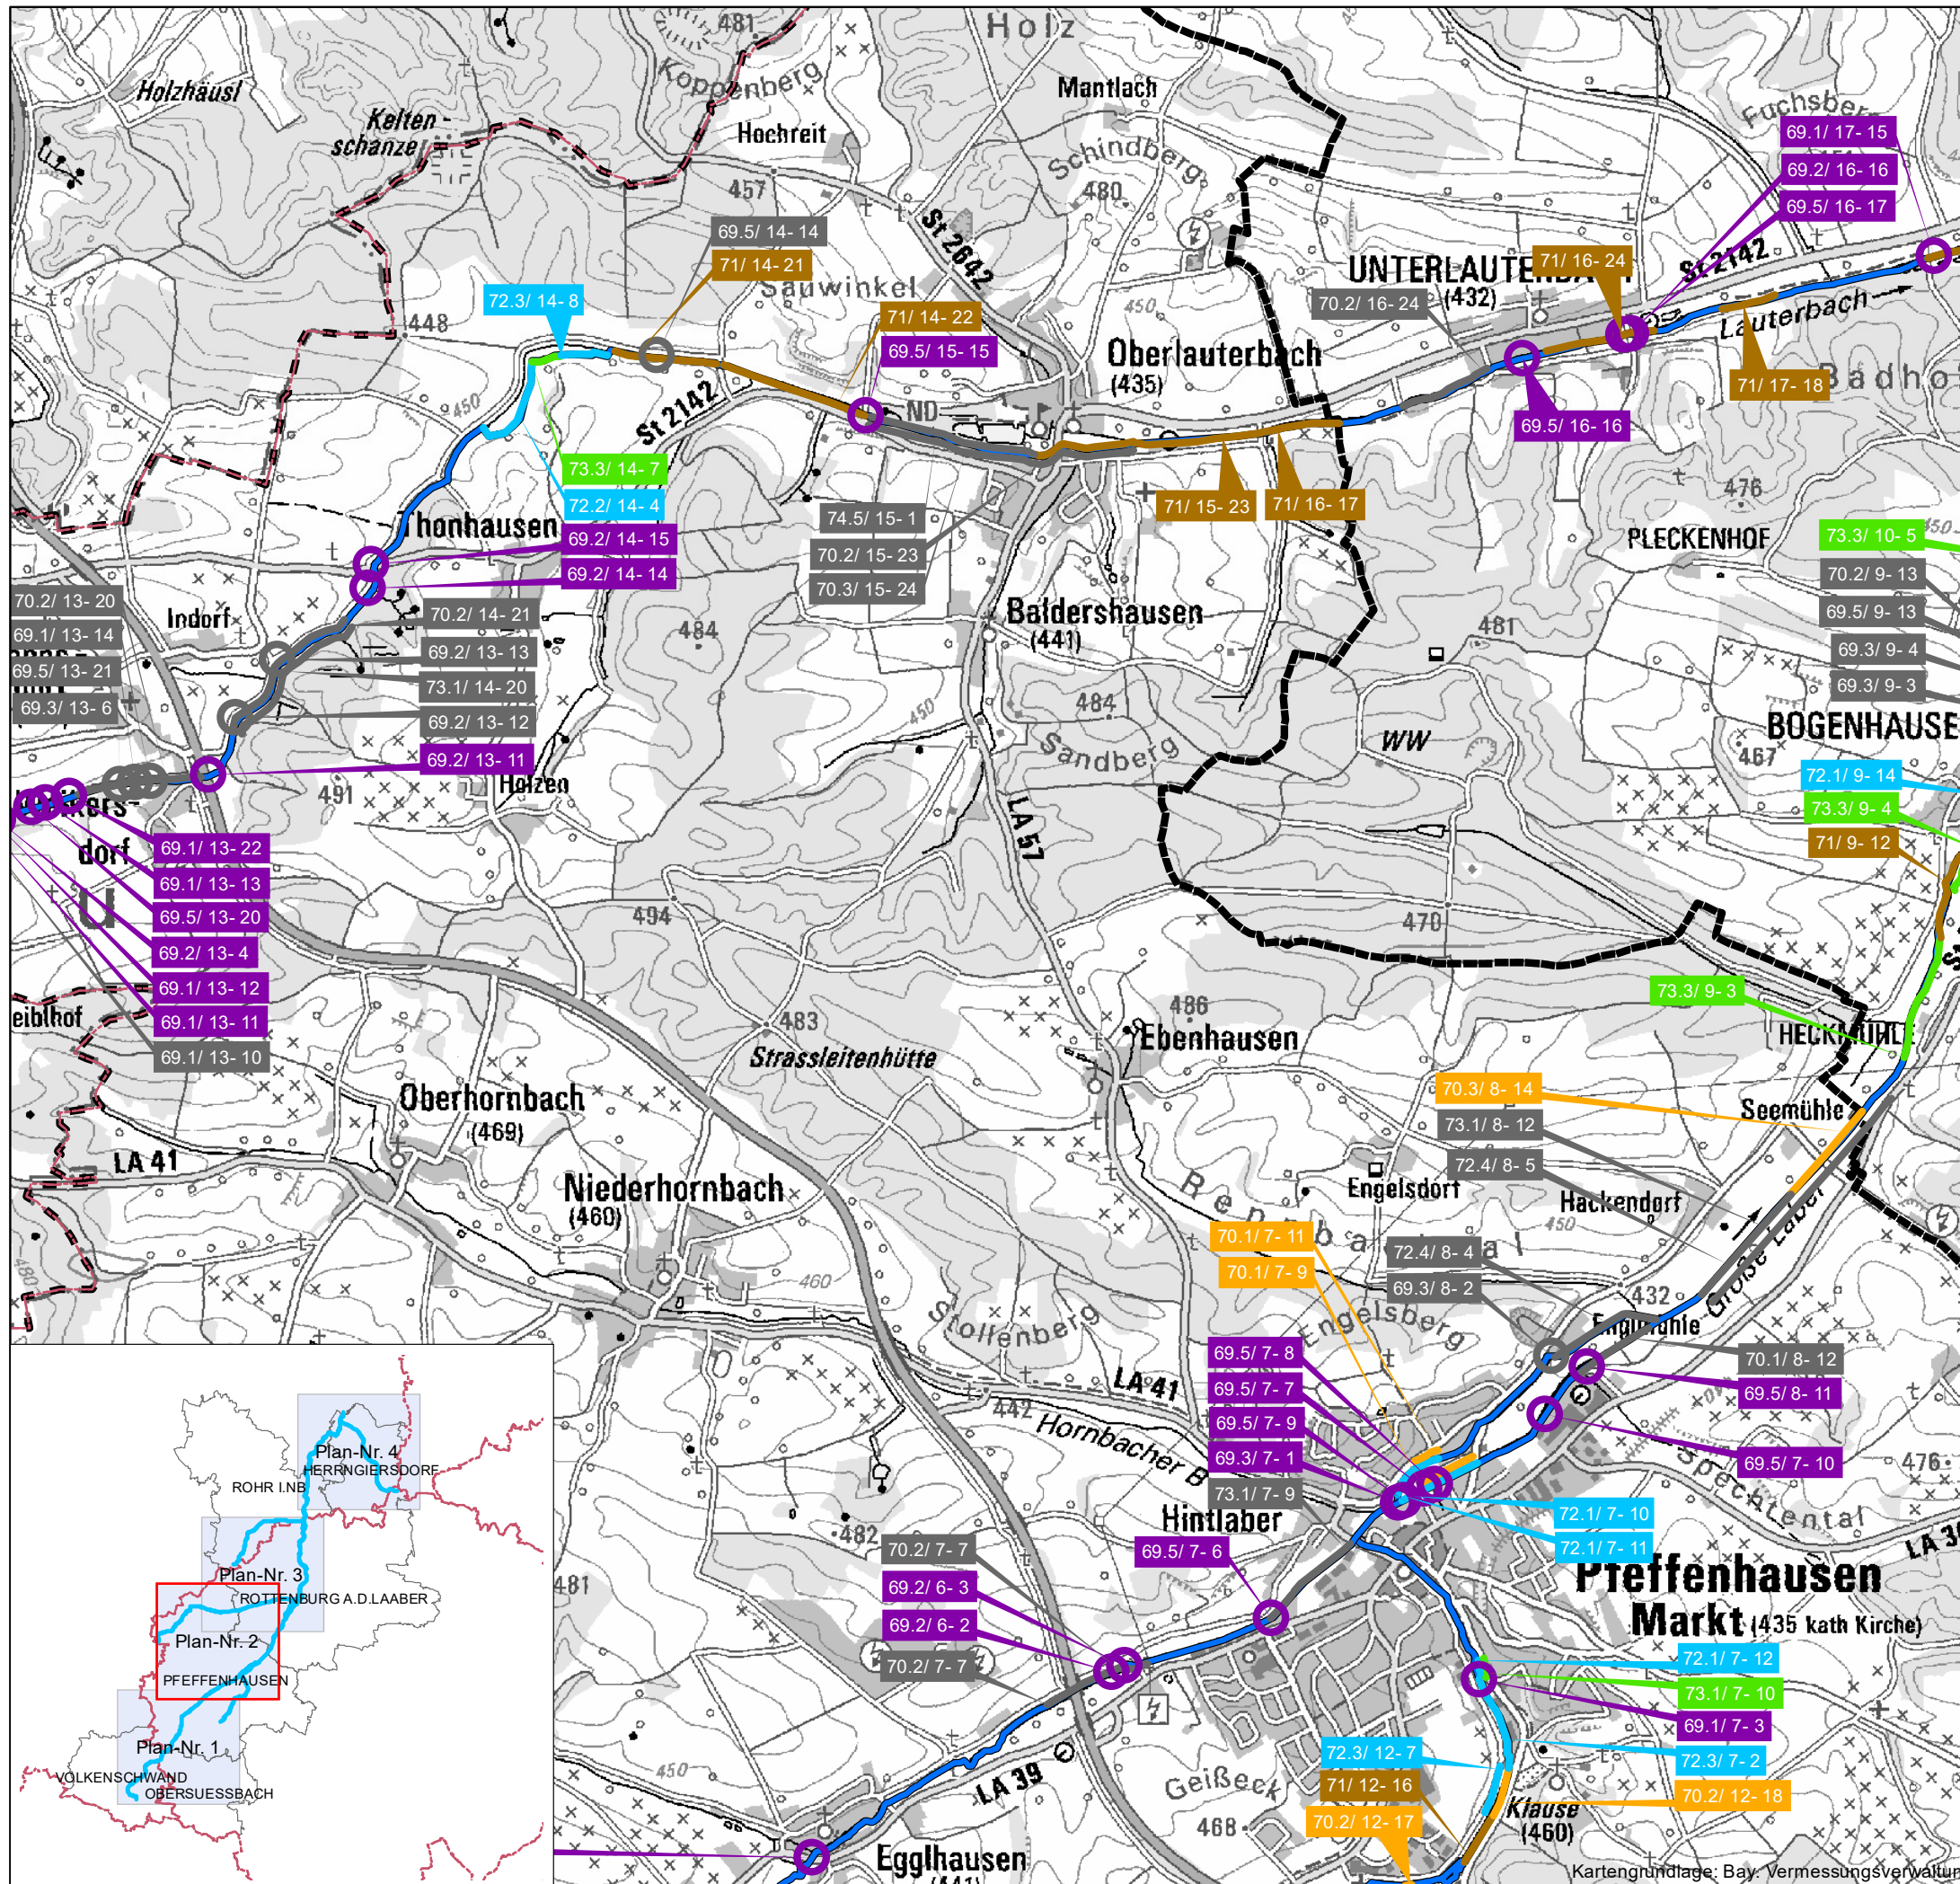 481
Holz
Koppenberg
Mantlach
Holzhäusl
Kelten-
schanze
Hochreit
Schindberg
480
457
Fuchsberg
69.1/ 17- 15
69.2/ 16- 16
69.5/ 16- 17
69.5/ 14- 14
71/ 14- 21
St 2642
Sauwinkel
450
71/ 16- 24
St 2142
(432)
70.2/ 16- 24
72.3/ 14- 8
448
71/ 14- 22
69.5/ 15- 15
Oberlauterbach
(435)
Lauterbach
71/ 17- 18
69.5/ 16- 16
450
St 2142
ND
73.3/ 14- 7
72.2/ 14- 4
71/ 15- 23
71/ 16- 17
476
Thonhausen
69.2/ 14- 15
69.2/ 14- 14
74.5/ 15- 1
70.2/ 15- 23
70.3/ 15- 24
PLECKENHOF
450
73.3/ 10- 5
70.2/ 9- 13
69.5/ 9- 13
69.3/ 9- 4
69.3/ 9- 3
70.2/ 13- 20
69.1/ 13- 14
69.5/ 13- 21
69.3/ 13- 6
Indorf
70.2/ 14- 21
69.2/ 13- 13
73.1/ 14- 20
69.2/ 13- 12
69.2/ 13- 11
484
Baldershausen
(441)
481
450
484
Sandberg
WW
BOGENHAUSE
467
72.1/ 9- 14
73.3/ 9- 4
71/ 9- 12
491
Holzen
dorf
69.1/ 13- 22
69.1/ 13- 13
69.5/ 13- 20
69.2/ 13- 4
69.1/ 13- 12
69.1/ 13- 11
69.1/ 13- 10
LA 51
494
470
73.3/ 9- 3
eiblhof
483
Strassleitenhütte
486
Ebenhausen
HECKMÜHLE
Oberhornbach
(469)
70.3/ 8- 14
73.1/ 8- 12
72.4/ 8- 5
Seemühle
LA 41
Niederhornbach
(460)
Engelsdorf
Hackendorf
450
480
460
70.1/ 7- 11
70.1/ 7- 9
72.4/ 8- 4
69.3/ 8- 2
432
Große Laber
Stollenberg
Engelsberg
69.5/ 7- 8
69.5/ 7- 7
69.5/ 7- 9
69.3/ 7- 1
73.1/ 7- 9
70.1/ 8- 12
69.5/ 8- 11
69.5/ 7- 10
LA 41
442
Hornbacher B
476
Spechtental
Hintlaber
72.1/ 7- 10
72.1/ 7- 11
482
70.2/ 7- 7
69.2/ 6- 3
69.2/ 6- 2
70.2/ 7- 7
69.5/ 7- 6
481
Pfeffenhausen
Markt (435 kath Kirche)
72.1/ 7- 12
73.1/ 7- 10
69.1/ 7- 3
72.3/ 7- 2
70.2/ 12- 18
72.3/ 12- 7
71/ 12- 16
70.2/ 12- 17
450
LA 39
Geißeck
468
Klause
(460)
Egglhausen
(441)
Plan-Nr. 4
HERRNGIERSDORF
ROHR I.NB
Plan-Nr. 3
ROTTENBURG A.D.LAABER
Plan-Nr. 2
PFEFFENHAUSEN
Plan-Nr. 1
VOLKENSCHWAND
OBERSUESSBACH
Kartengrundlage: Bay. Vermessungsverwaltun